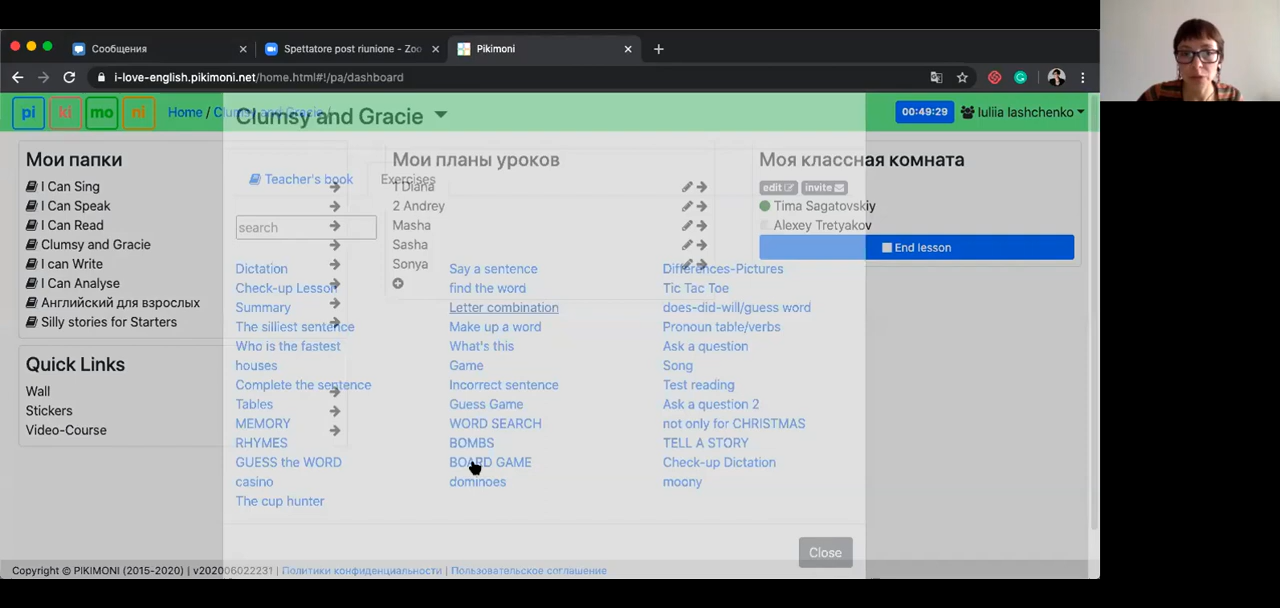 Сообщения
Spettatore post riunione - Zoo
Pikimoni
i-love-english.pikimoni.net/home.html#!/pa/dashboard
pi ki mo ni
Home / Clumsy and Gracie /
00:49:29
Iuliia Iashchenko
Clumsy and Gracie
Мои папки
I Can Sing
I Can Speak
I Can Read
Clumsy and Gracie
I can Write
I Can Analyse
Английский для взрослых
Silly stories for Starters
Quick Links
Wall
Stickers
Video-Course
Мои планы уроков
1 Diana
2 Andrey
Masha
Sasha
Sonya
Моя классная комната
edit
invite
Tima Sagatovskiy
Alexey Tretyakov
End lesson
Teacher's book
Exercises
search
Dictation
Check-up Lesson
Summary
The silliest sentence
Who is the fastest
houses
Complete the sentence
Tables
MEMORY
RHYMES
GUESS the WORD
casino
The cup hunter
Say a sentence
find the word
Letter combination
Make up a word
What's this
Game
Incorrect sentence
Guess Game
WORD SEARCH
BOMBS
BOARD GAME
dominoes
Differences-Pictures
Tic Tac Toe
does-did-will/guess word
Pronoun table/verbs
Ask a question
Song
Test reading
Ask a question 2
not only for CHRISTMAS
TELL A STORY
Check-up Dictation
moony
Close
Copyright © PIKIMONI (2015-2020) | v202006022231 | Политики конфиденциальности | Пользовательское соглашение